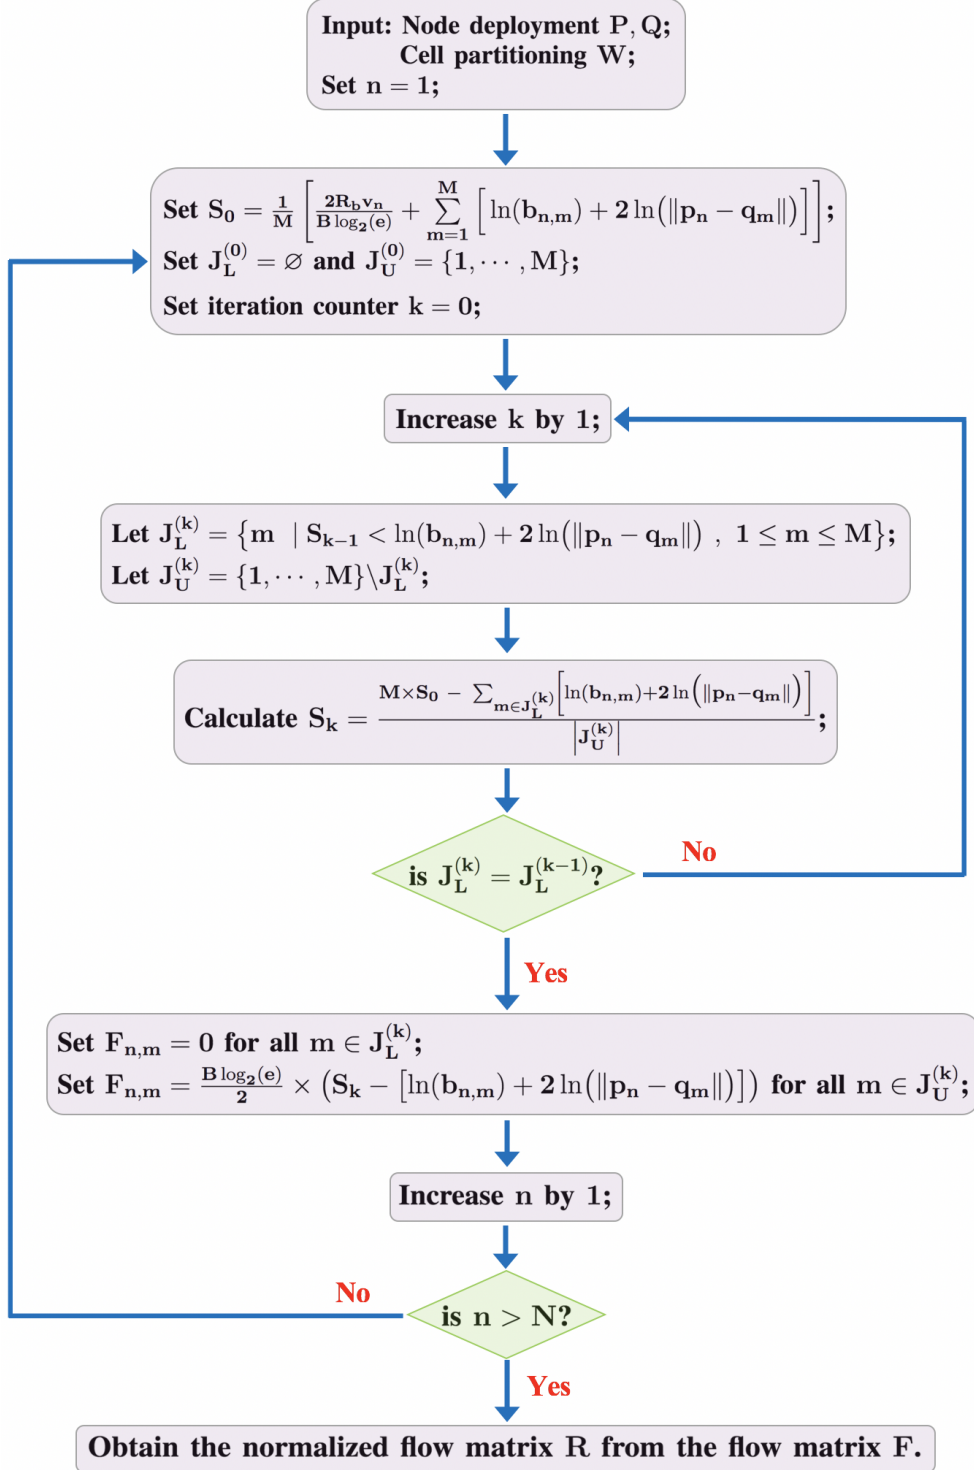 Input: Node deployment P, Q;
Cell partitioning W;
Set n = 1;
Set S₀ = 1/M [ 2R_b v_n / (B log₂(e)) + ∑_{m=1}^{M} [ ln(b_{n,m}) + 2 ln(‖p_n − q_m‖) ] ];
Set J_L^{(0)} = ∅ and J_U^{(0)} = {1, ⋯ , M};
Set iteration counter k = 0;
Increase k by 1;
Let J_L^{(k)} = {m | S_{k−1} < ln(b_{n,m}) + 2 ln(‖p_n − q_m‖) , 1 ≤ m ≤ M};
Let J_U^{(k)} = {1, ⋯ , M}\J_L^{(k)};
Calculate S_k = ( M×S₀ − ∑_{m∈J_L^{(k)}} [ln(b_{n,m})+2 ln(‖p_n−q_m‖)] ) / |J_U^{(k)}| ;
is J_L^{(k)} = J_L^{(k−1)}?
No
Yes
Set F_{n,m} = 0 for all m ∈ J_L^{(k)};
Set F_{n,m} = B log₂(e)/2 × (S_k − [ln(b_{n,m}) + 2 ln(‖p_n − q_m‖)]) for all m ∈ J_U^{(k)};
Increase n by 1;
No
is n > N?
Yes
Obtain the normalized flow matrix R from the flow matrix F.